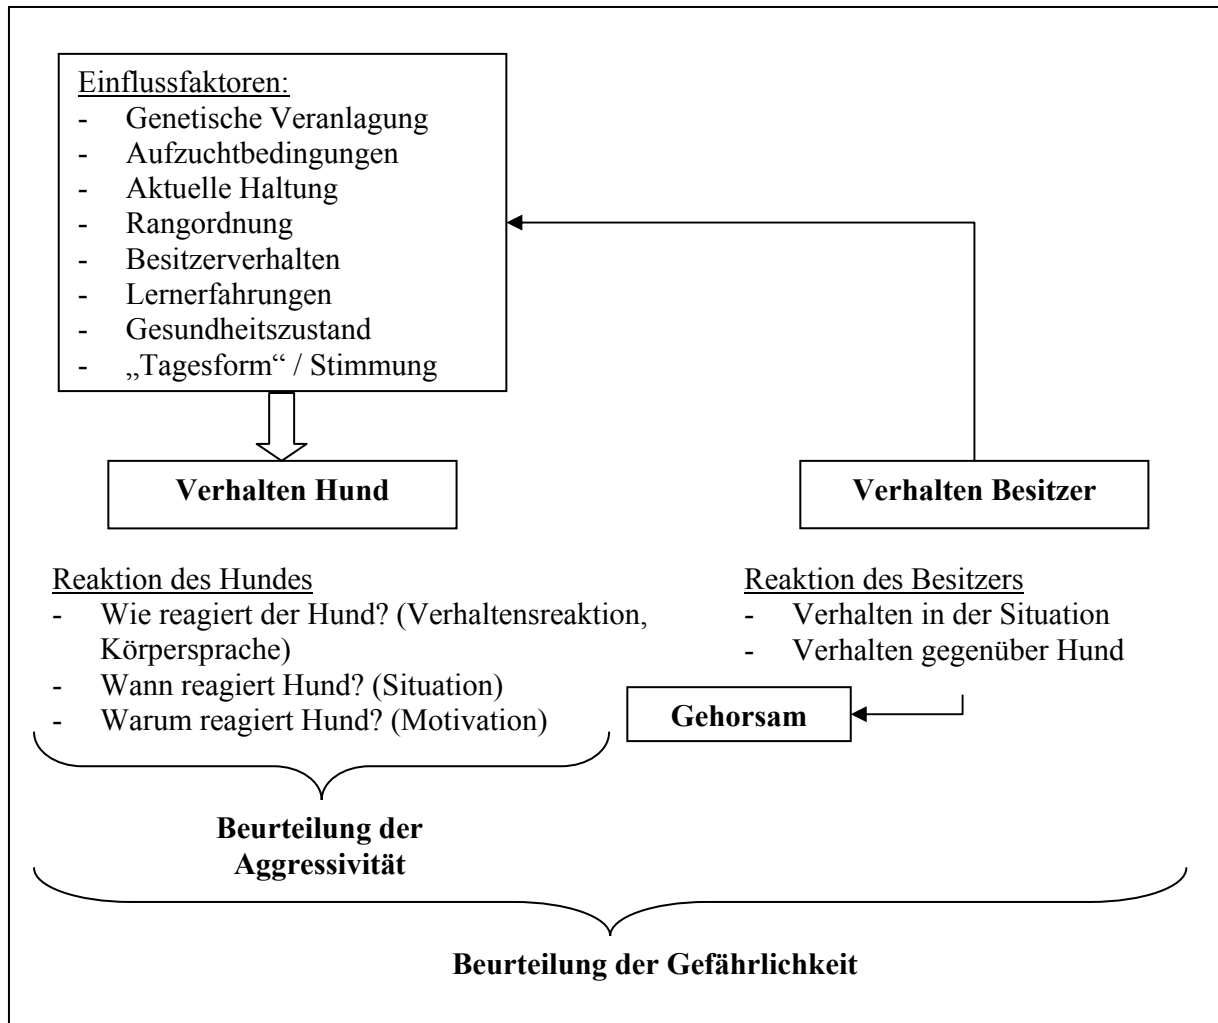 Einflussfaktoren:
- Genetische Veranlagung
- Aufzuchtbedingungen
- Aktuelle Haltung
- Rangordnung
- Besitzerverhalten
- Lernerfahrungen
- Gesundheitszustand
- „Tagesform“ / Stimmung
Verhalten Hund
Verhalten Besitzer
Reaktion des Hundes
- Wie reagiert der Hund? (Verhaltensreaktion,
Körpersprache)
- Wann reagiert Hund? (Situation)
- Warum reagiert Hund? (Motivation)
Reaktion des Besitzers
- Verhalten in der Situation
- Verhalten gegenüber Hund
Gehorsam
Beurteilung der
Aggressivität
Beurteilung der Gefährlichkeit